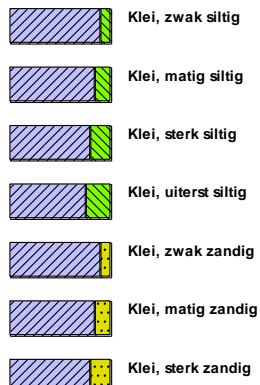 Klei, zwak siltig
Klei, matig siltig
Klei, sterk siltig
Klei, uiterst siltig
Klei, zwak zandig
Klei, matig zandig
Klei, sterk zandig